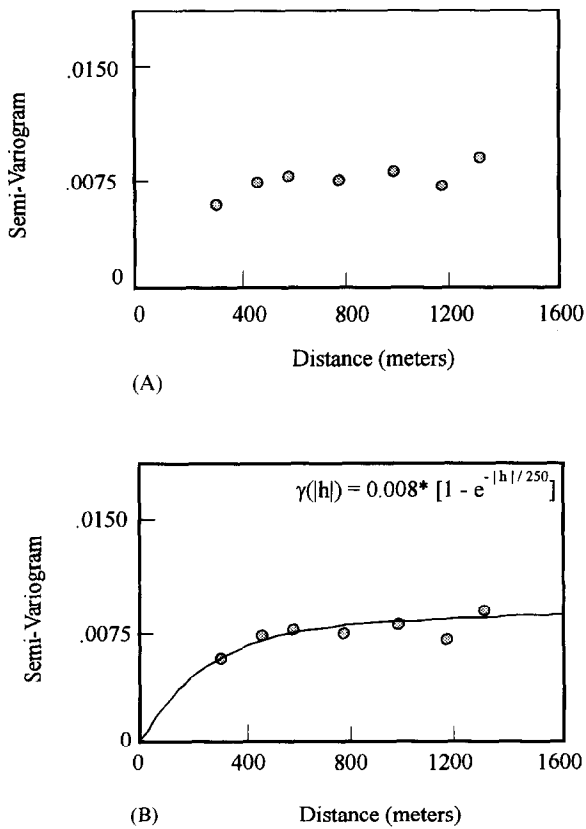 .0150
.0075
0
Semi-Variogram
0 400 800 1200 1600
Distance (meters)
(A)
γ(|h|) = 0.008* [1 - e^-|h|/250]
.0150
.0075
0
Semi-Variogram
0 400 800 1200 1600
(B) Distance (meters)